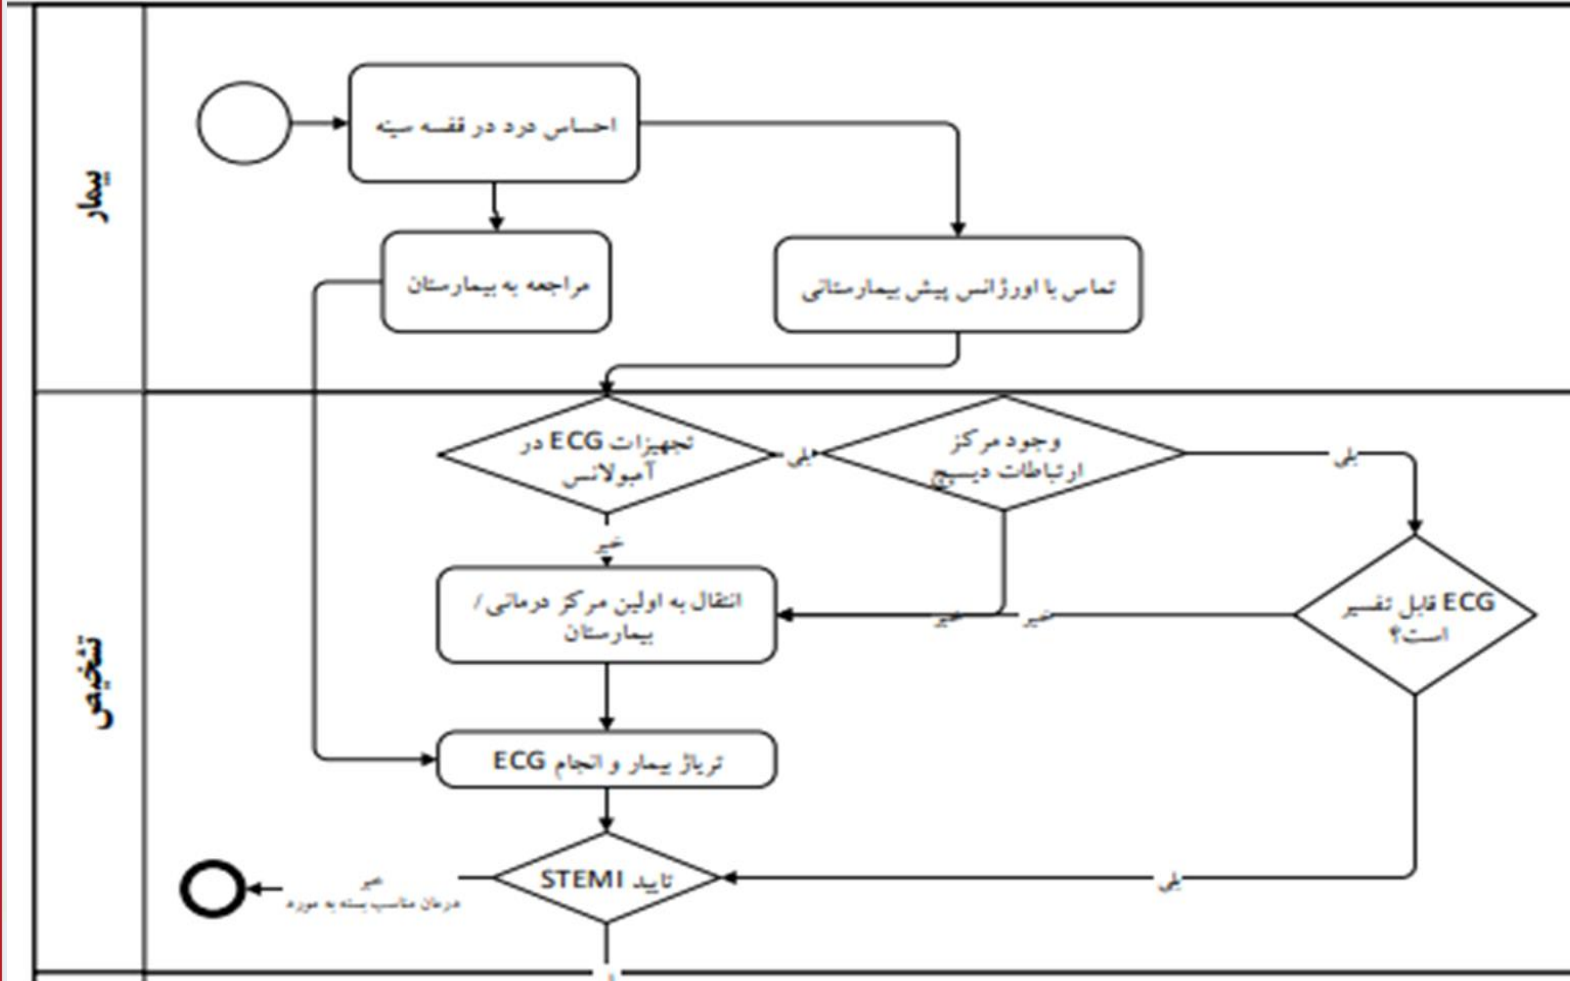 بیمار
احساس درد در قفسه سینه
مراجعه به بیمارستان
تماس با اورژانس پیش بیمارستانی
تشخیص
تجهیزات ECG در
آمبولانس
بلی
وجود مرکز
ارتباطات دیسپچ
بلی
خیر
انتقال به اولین مرکز درمانی/
بیمارستان
خیر
خیر
ECG قابل تفسیر
است؟
تریاژ بیمار و انجام ECG
تایید STEMI
خیر
درمان مناسب بسته به مورد
بلی